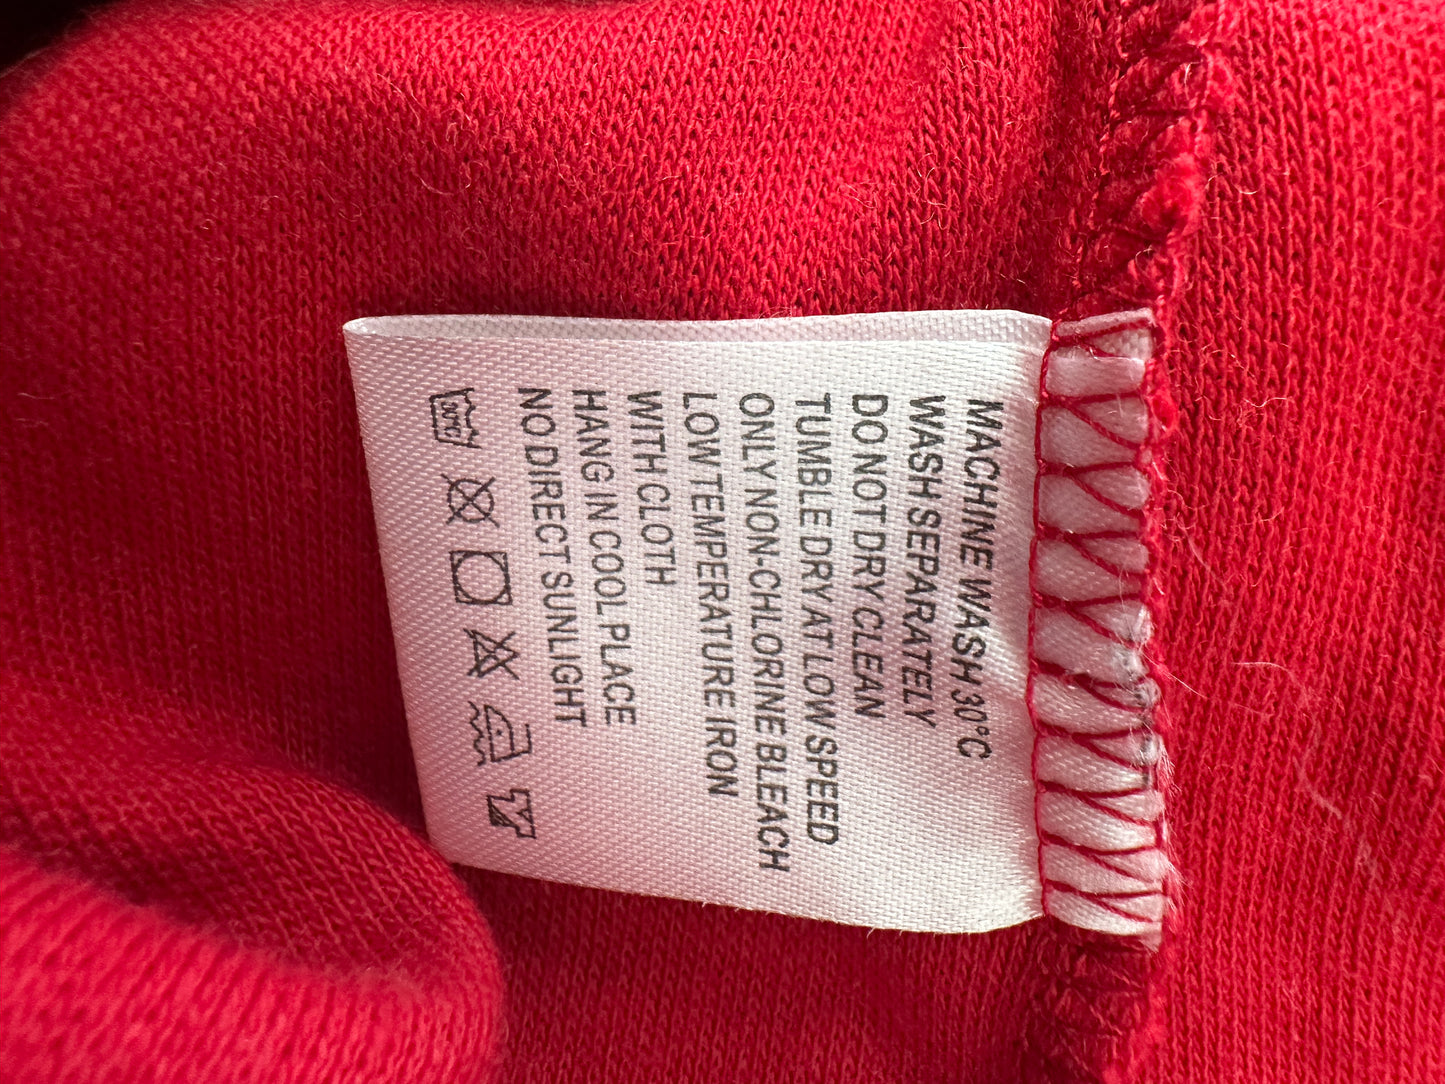 MACHINE WASH 30°C
WASH SEPARATELY
DO NOT DRY CLEAN
TUMBLE DRY AT LOW SPEED
ONLY NON-CHLORINE BLEACH
LOW TEMPERATURE IRON
WITH CLOTH
HANG IN COOL PLACE
NO DIRECT SUNLIGHT
30°C